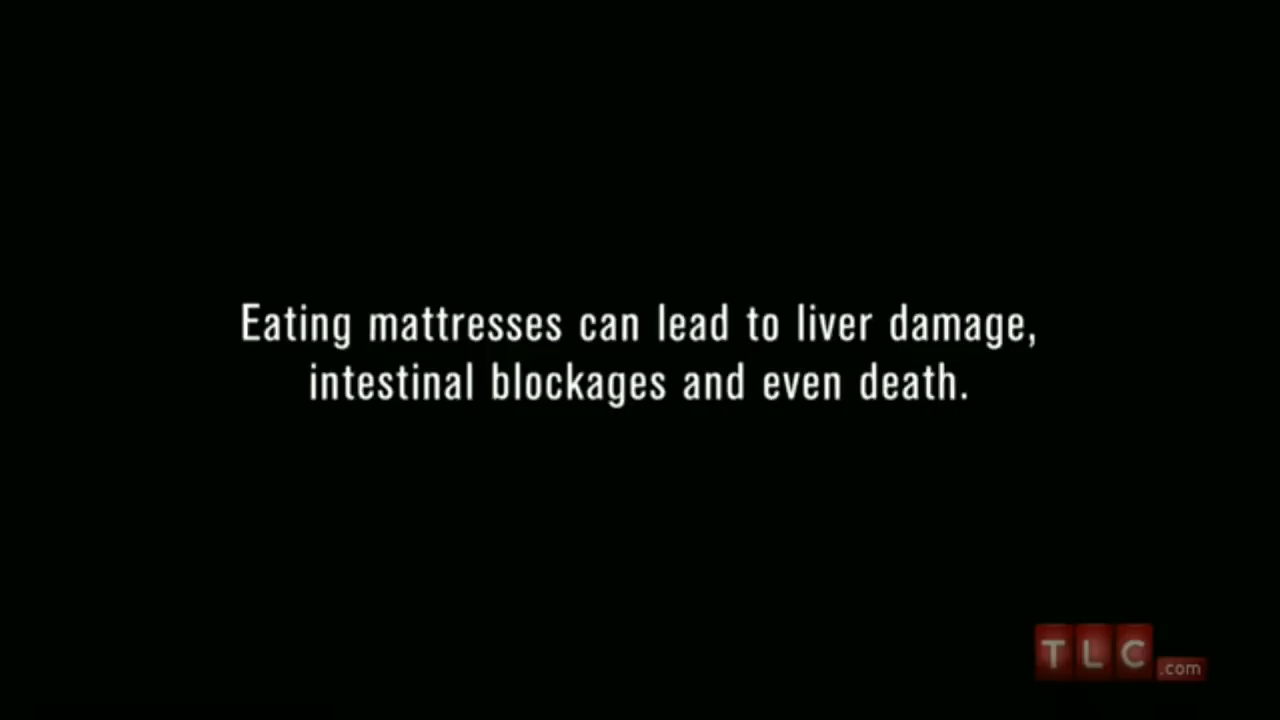 Eating mattresses can lead to liver damage,
intestinal blockages and even death.
TLC.com